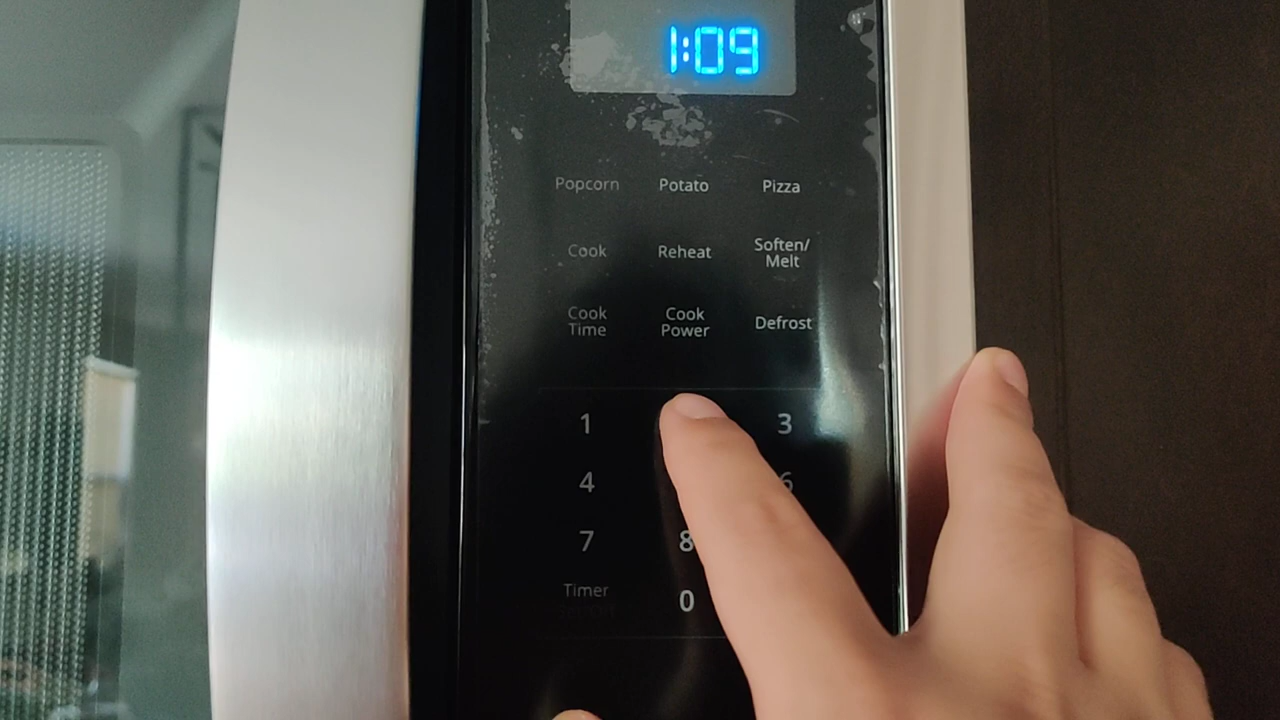 1:09
Popcorn Potato Pizza
Cook Reheat Soften/
Melt
Cook
Time Cook
Power Defrost
1 3
4 6
7 8
Timer 0